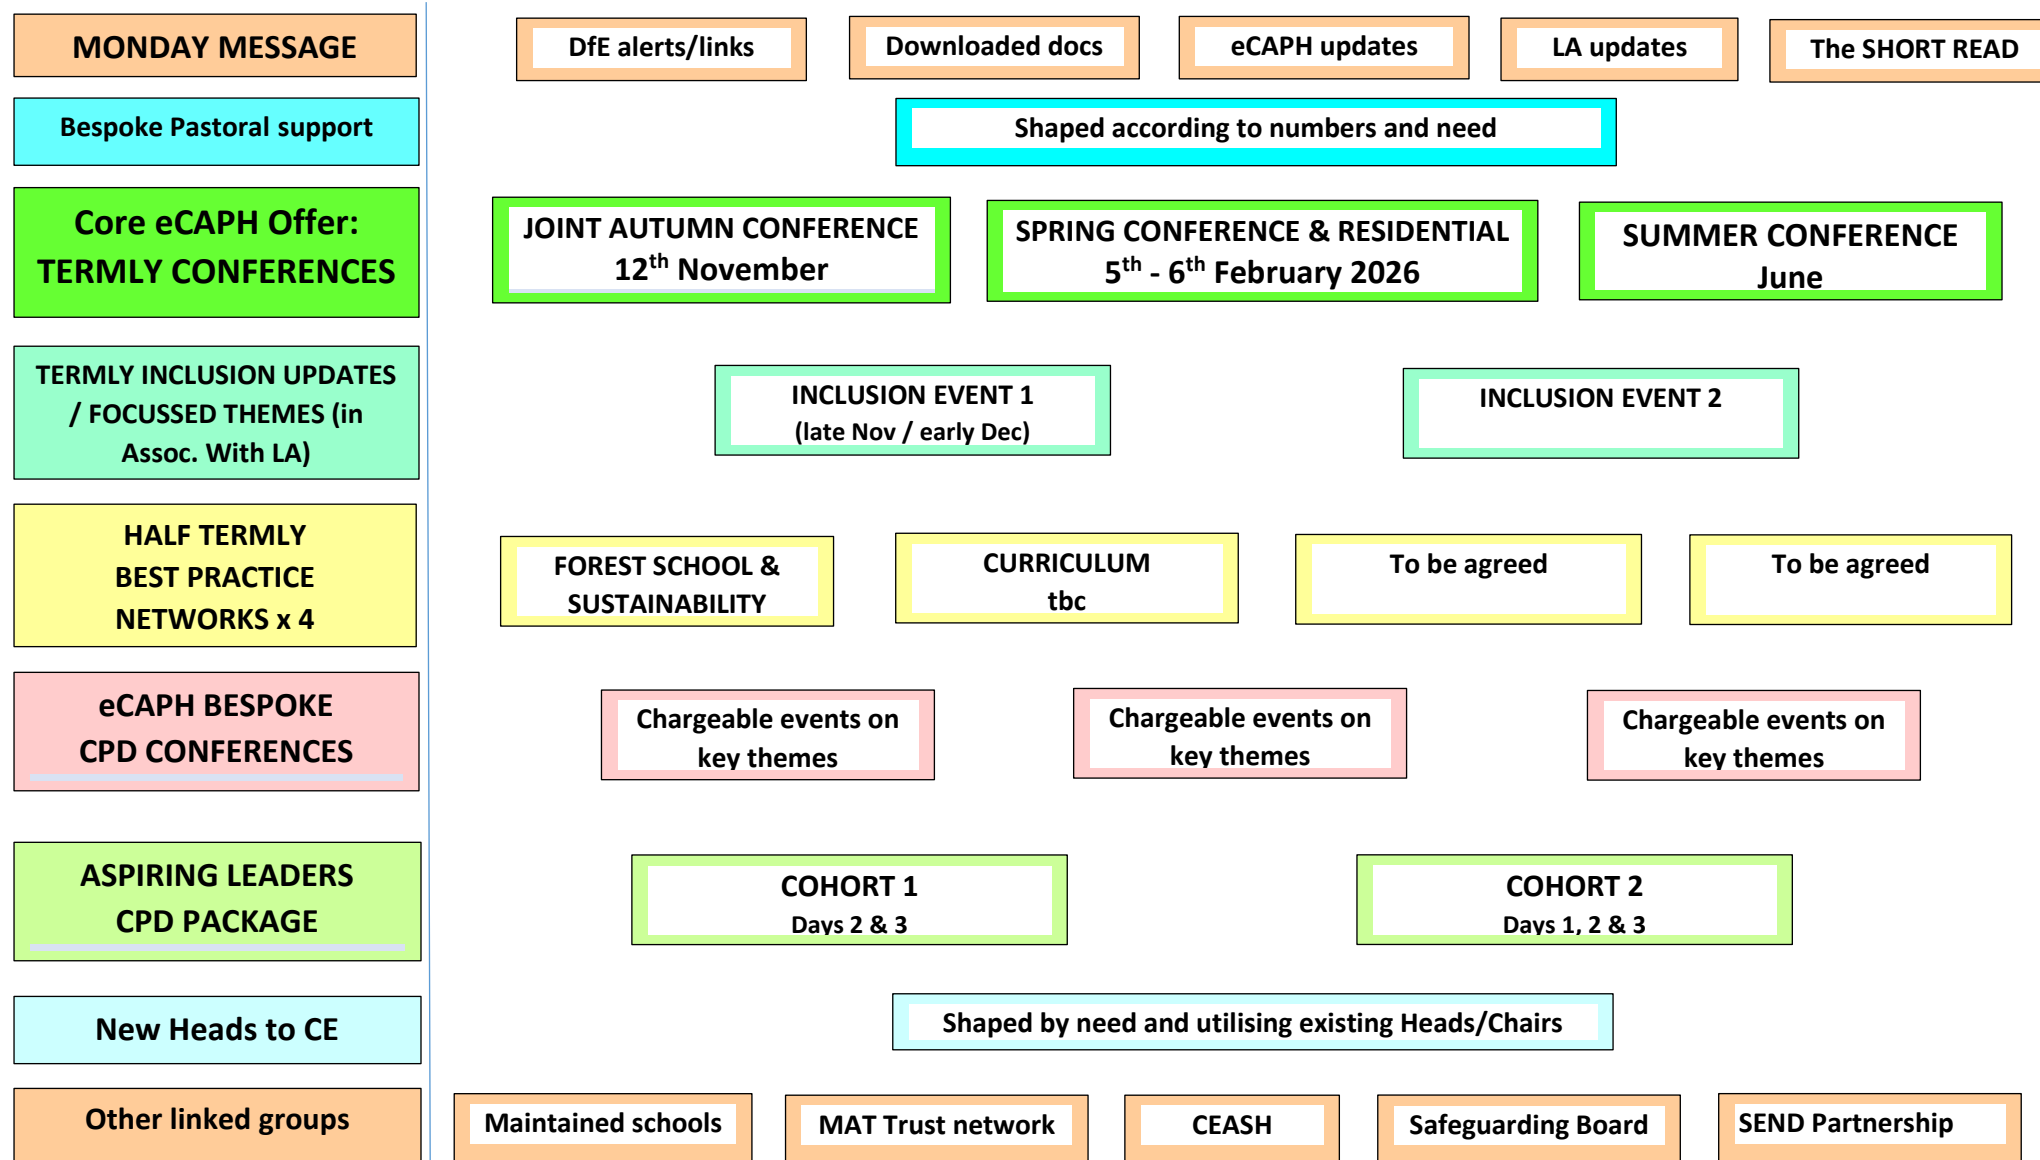 MONDAY MESSAGE
DfE alerts/links
Downloaded docs
eCAPH updates
LA updates
The SHORT READ
Bespoke Pastoral support
Shaped according to numbers and need
Core eCAPH Offer:
TERMLY CONFERENCES
JOINT AUTUMN CONFERENCE
12th November
SPRING CONFERENCE & RESIDENTIAL
5th - 6th February 2026
SUMMER CONFERENCE
June
TERMLY INCLUSION UPDATES
/ FOCUSSED THEMES (in
Assoc. With LA)
INCLUSION EVENT 1
(late Nov / early Dec)
INCLUSION EVENT 2
HALF TERMLY
BEST PRACTICE
NETWORKS x 4
FOREST SCHOOL &
SUSTAINABILITY
CURRICULUM
tbc
To be agreed
To be agreed
eCAPH BESPOKE
CPD CONFERENCES
Chargeable events on
key themes
Chargeable events on
key themes
Chargeable events on
key themes
ASPIRING LEADERS
CPD PACKAGE
COHORT 1
Days 2 & 3
COHORT 2
Days 1, 2 & 3
New Heads to CE
Shaped by need and utilising existing Heads/Chairs
Other linked groups
Maintained schools
MAT Trust network
CEASH
Safeguarding Board
SEND Partnership